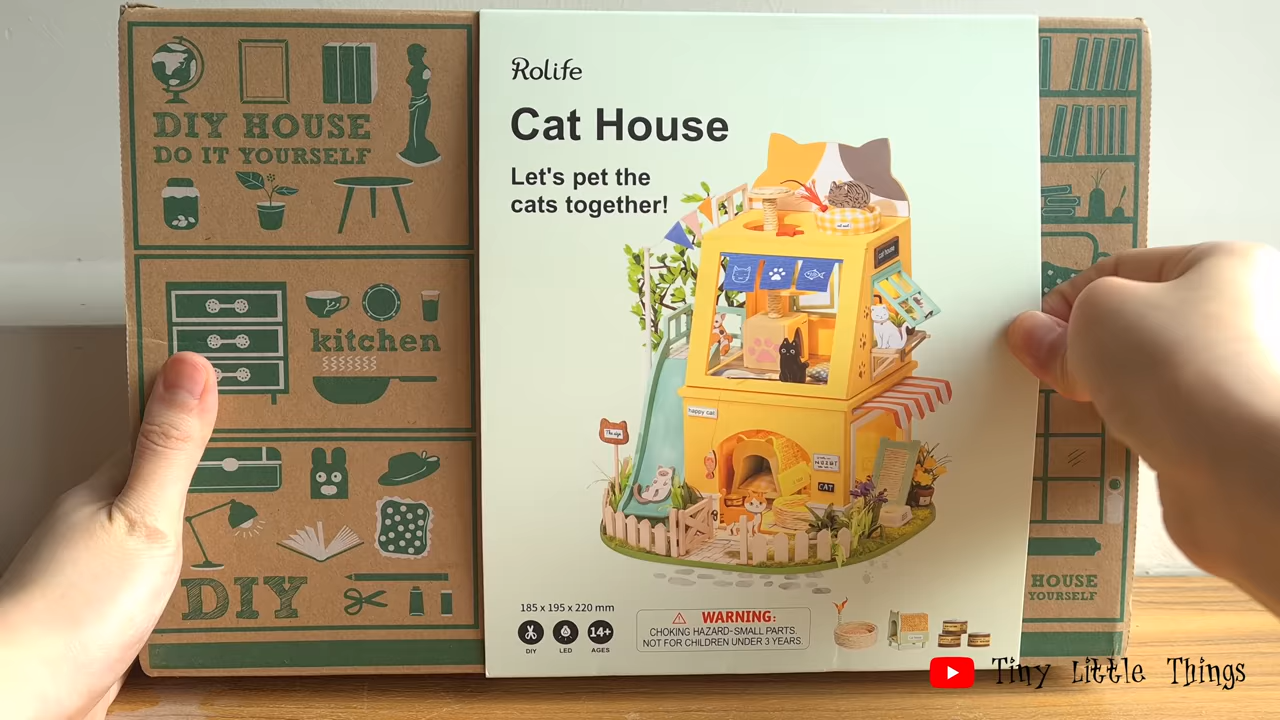 DIY HOUSE
DO IT YOURSELF
kitchen
DIY
Rolife
Cat House
Let's pet the
cats together!
cat house
happy cat
CAT
185 x 195 x 220 mm
DIY
LED
14+
AGES
WARNING:
CHOKING HAZARD-SMALL PARTS.
NOT FOR CHILDREN UNDER 3 YEARS.
HOUSE
YOURSELF
Tiny Little Things